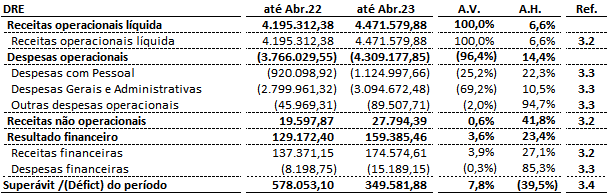 DRE até Abr.22 até Abr.23 A.V. A.H. Ref.
Receitas operacionais líquida 4.195.312,38 4.471.579,88 100,0% 6,6%
Receitas operacionais líquida 4.195.312,38 4.471.579,88 100,0% 6,6% 3.2
Despesas operacionais (3.766.029,55) (4.309.177,85) (96,4%) 14,4%
Despesas com Pessoal (920.098,92) (1.124.997,66) (25,2%) 22,3% 3.3
Despesas Gerais e Administrativas (2.799.961,32) (3.094.672,48) (69,2%) 10,5% 3.3
Outras despesas operacionais (45.969,31) (89.507,71) (2,0%) 94,7% 3.3
Receitas não operacionais 19.597,87 27.794,39 0,6% 41,8% 3.2
Resultado financeiro 129.172,40 159.385,46 3,6% 23,4%
Receitas financeiras 137.371,15 174.574,61 3,9% 27,1% 3.2
Despesas financeiras (8.198,75) (15.189,15) (0,3%) 85,3% 3.3
Superávit /(Défict) do período 578.053,10 349.581,88 7,8% (39,5%) 3.4